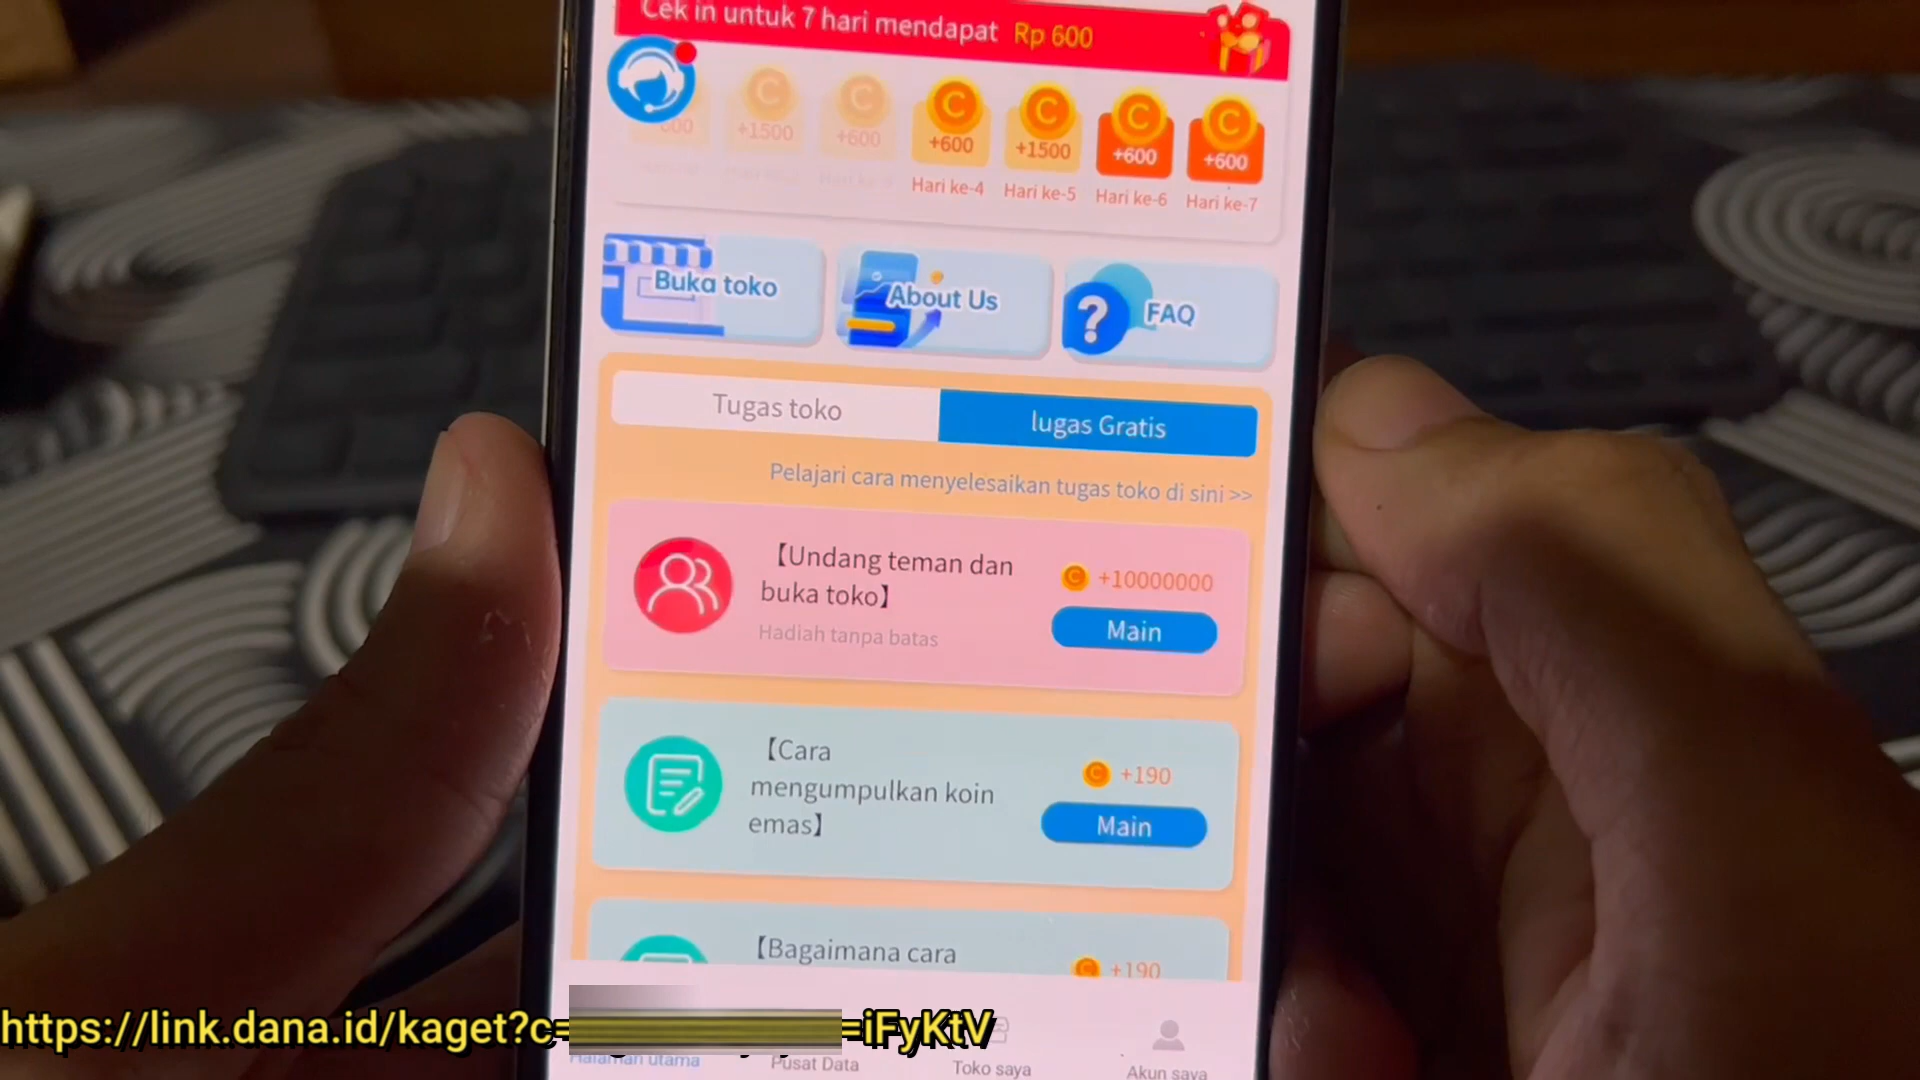 Cek in untuk 7 hari mendapat Rp 600
+1500
+600
+600
+1500
+600
+600
Hari ke-4
Hari ke-5
Hari ke-6
Hari ke-7
Buka toko
About Us
FAQ
Tugas toko
lugas Gratis
Pelajari cara menyelesaikan tugas toko di sini >>
【Undang teman dan
buka toko】
Hadiah tanpa batas
+10000000
Main
【Cara
mengumpulkan koin
emas】
+190
Main
【Bagaimana cara
+190
https://link.dana.id/kaget?c=
=iFyKtV
Halaman utama
Pusat Data
Toko saya
Akun saya